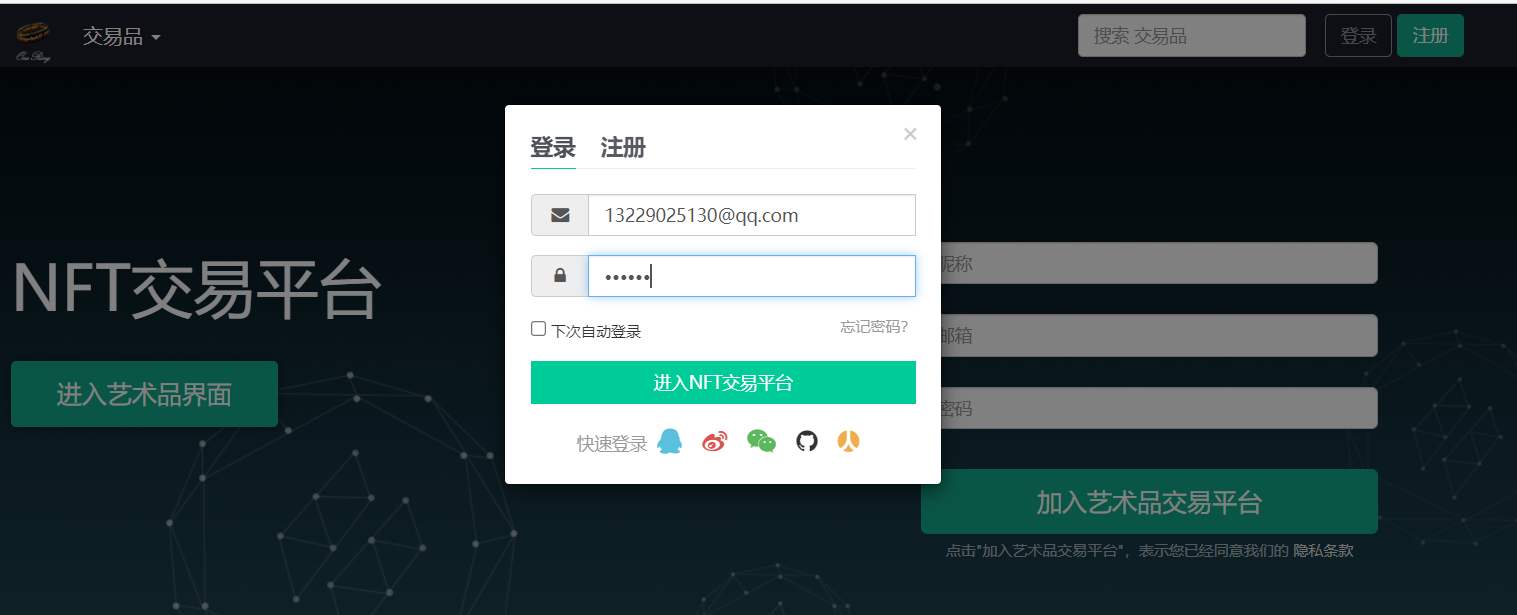 One Ring
交易品
搜索 交易品
登录
注册
登录 注册
13229025130@qq.com
••••••
下次自动登录
忘记密码?
进入NFT交易平台
快速登录
NFT交易平台
进入艺术品界面
昵称
邮箱
密码
加入艺术品交易平台
点击"加入艺术品交易平台"，表示您已经同意我们的 隐私条款